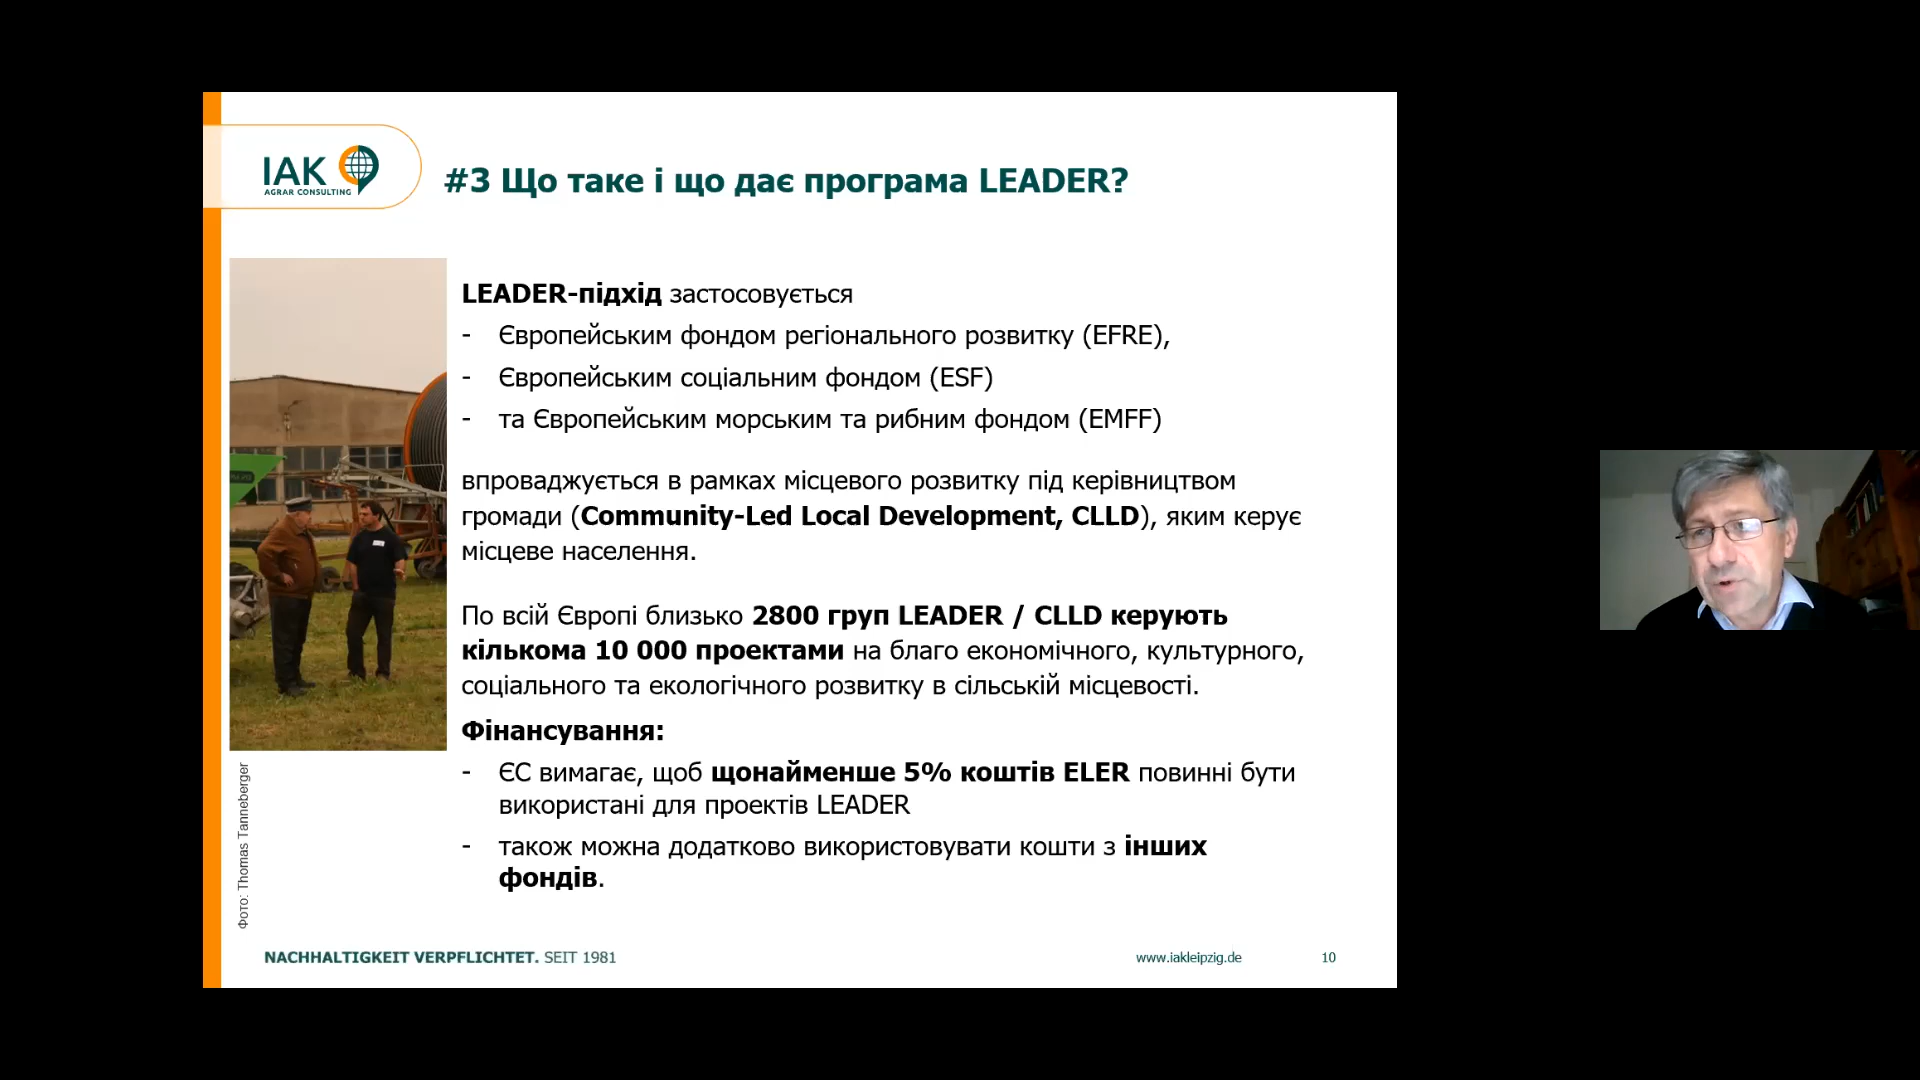 IAK
AGRAR CONSULTING
#3 Що таке і що дає програма LEADER?
LEADER-підхід застосовується
- Європейським фондом регіонального розвитку (EFRE),
- Європейським соціальним фондом (ESF)
- та Європейським морським та рибним фондом (EMFF)
впроваджується в рамках місцевого розвитку під керівництвом
громади (Community-Led Local Development, CLLD), яким керує
місцеве населення.
По всій Європі близько 2800 груп LEADER / CLLD керують
кількома 10 000 проектами на благо економічного, культурного,
соціального та екологічного розвитку в сільській місцевості.
Фінансування:
- ЄС вимагає, щоб щонайменше 5% коштів ELER повинні бути
використані для проектів LEADER
- також можна додатково використовувати кошти з інших
фондів.
Фото: Thomas Tanneberger
NACHHALTIGKEIT VERPFLICHTET. SEIT 1981
www.iakleipzig.de
10